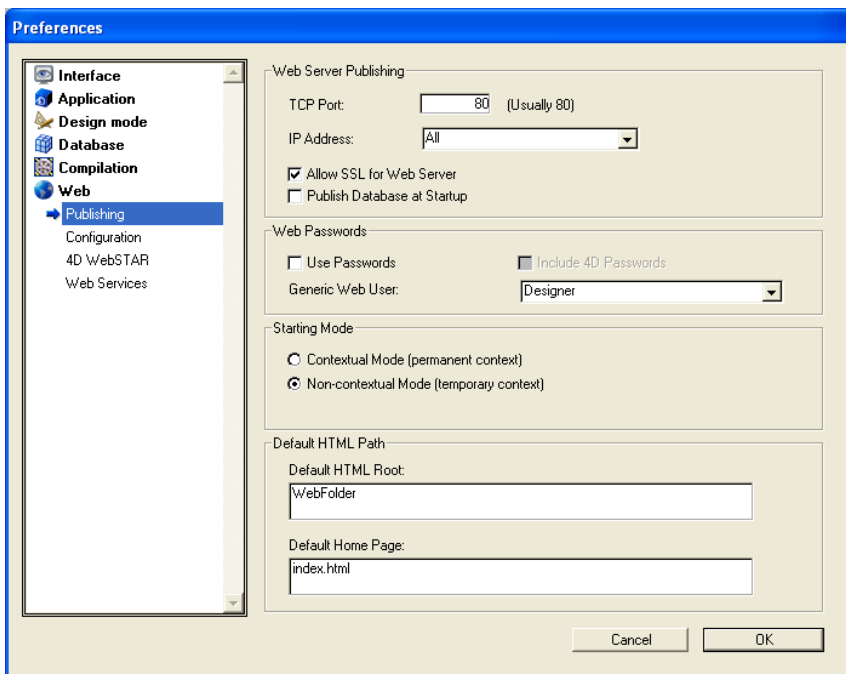 Preferences
Interface
Application
Design mode
Database
Compilation
Web
Publishing
Configuration
4D WebSTAR
Web Services
Web Server Publishing
TCP Port: 80 (Usually 80)
IP Address: All
Allow SSL for Web Server
Publish Database at Startup
Web Passwords
Use Passwords Include 4D Passwords
Generic Web User: Designer
Starting Mode
Contextual Mode (permanent context)
Non-contextual Mode (temporary context)
Default HTML Path
Default HTML Root:
WebFolder
Default Home Page:
index.html
Cancel OK